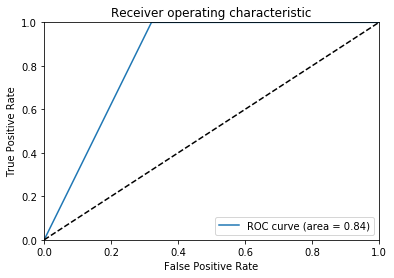 Receiver operating characteristic
1.0
0.8
0.6
0.4
0.2
0.0
True Positive Rate
ROC curve (area = 0.84)
0.0 0.2 0.4 0.6 0.8 1.0
False Positive Rate